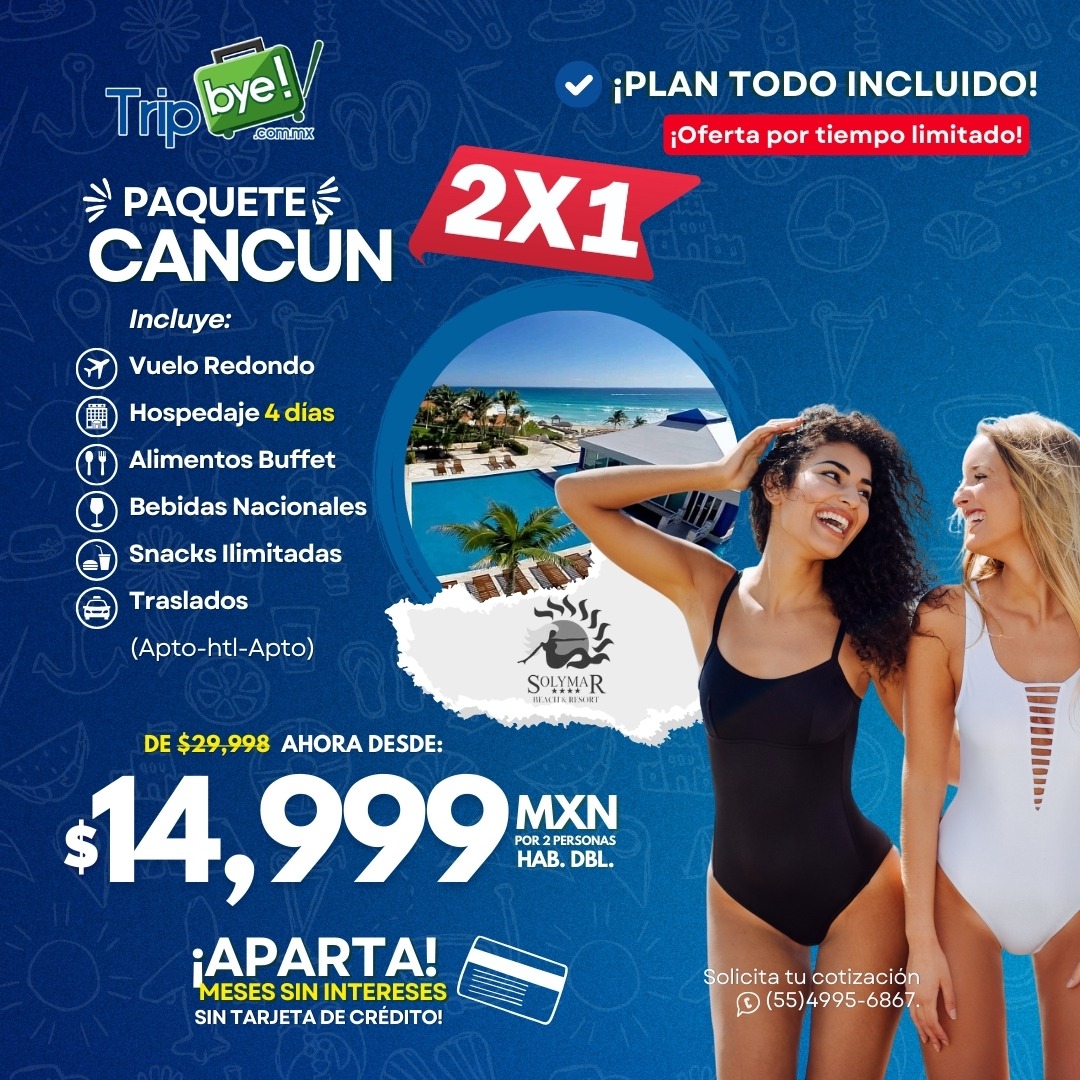 Trip bye!
.com.mx
¡PLAN TODO INCLUIDO!
¡Oferta por tiempo limitado!
PAQUETE
CANCÚN
2X1
Incluye:
Vuelo Redondo
Hospedaje 4 días
Alimentos Buffet
Bebidas Nacionales
Snacks Ilimitadas
Traslados
(Apto-htl-Apto)
SOLYMAR
BEACH & RESORT
DE $29,998 AHORA DESDE:
$14,999 MXN
POR 2 PERSONAS
HAB. DBL.
¡APARTA!
MESES SIN INTERESES
SIN TARJETA DE CRÉDITO!
Solicita tu cotización
(55)4995-6867.